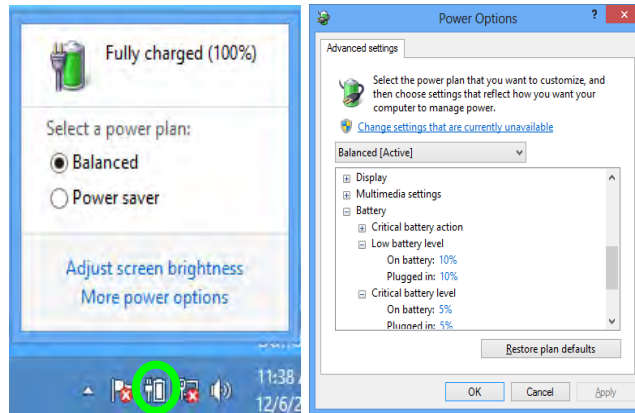 Fully charged (100%)
Select a power plan:
Balanced
Power saver
Adjust screen brightness
More power options
11:38
12/6/2
Power Options
? x
Advanced settings
Select the power plan that you want to customize, and
then choose settings that reflect how you want your
computer to manage power.
Change settings that are currently unavailable
Balanced [Active]
Display
Multimedia settings
Battery
Critical battery action
Low battery level
On battery: 10%
Plugged in: 10%
Critical battery level
On battery: 5%
Plugged in: 5%
Restore plan defaults
OK Cancel Apply